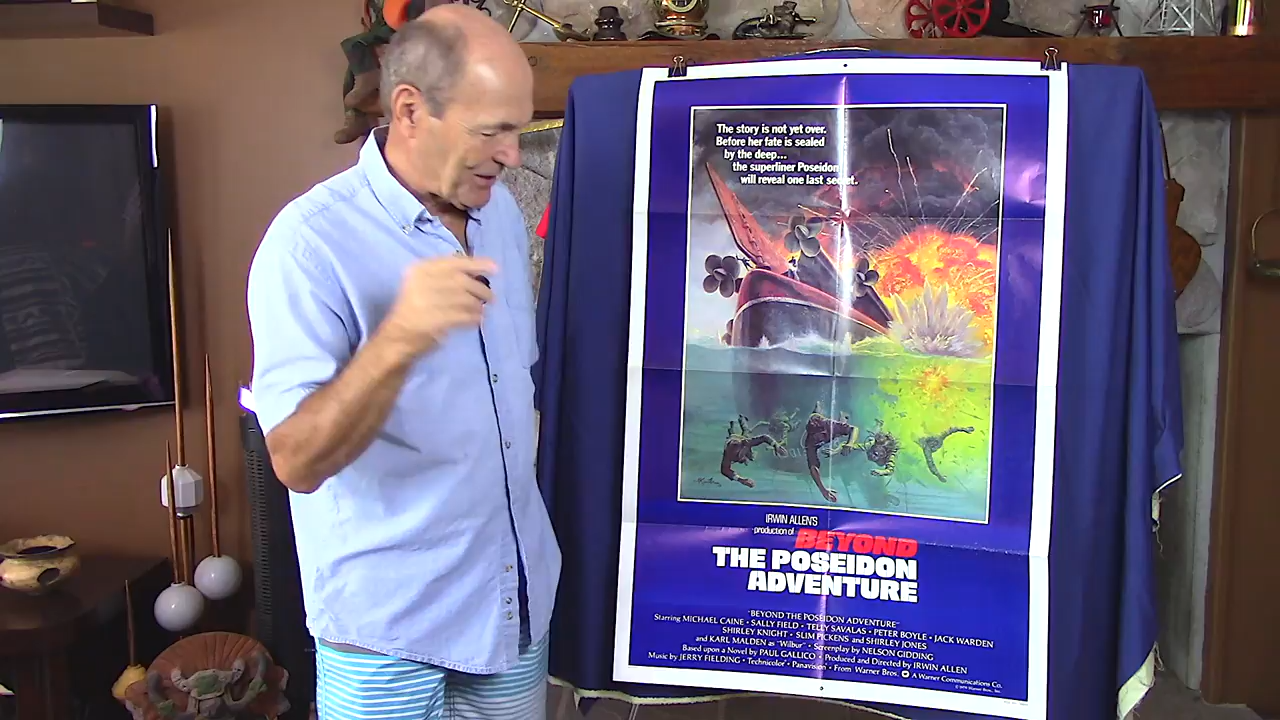 The story is not yet over.
Before her fate is sealed
by the deep...
the superliner Poseidon
will reveal one last secret.
IRWIN ALLEN'S
production of BEYOND
THE POSEIDON
ADVENTURE
"BEYOND THE POSEIDON ADVENTURE"
Starring MICHAEL CAINE • SALLY FIELD • TELLY SAVALAS • PETER BOYLE • JACK WARDEN
SHIRLEY KNIGHT • SLIM PICKENS and SHIRLEY JONES
and KARL MALDEN as "Wilbur" • Screenplay by NELSON GIDDING
Based upon a Novel by PAUL GALLICO • Produced and Directed by IRWIN ALLEN
Music by JERRY FIELDING • Technicolor • Panavision • From Warner Bros. A Warner Communications Co.